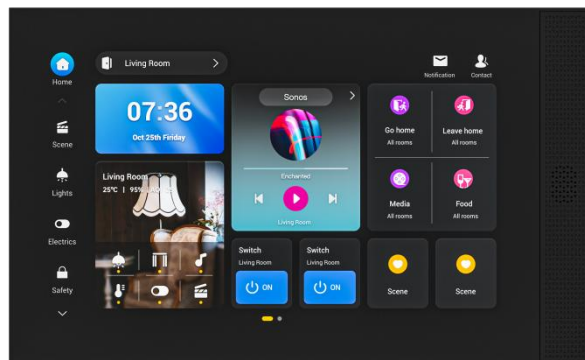 Living Room
Notification
Contact
Home
Scene
Lights
Electrics
Safety
07:36
Oct 25th Finday
Living Room
25°C | 95%
Sonos
Enchanted
Living Room
Go home
All rooms
Leave home
All rooms
Media
All rooms
Food
All rooms
Switch
Living Room
ON
Switch
Living Room
ON
Scene
Scene